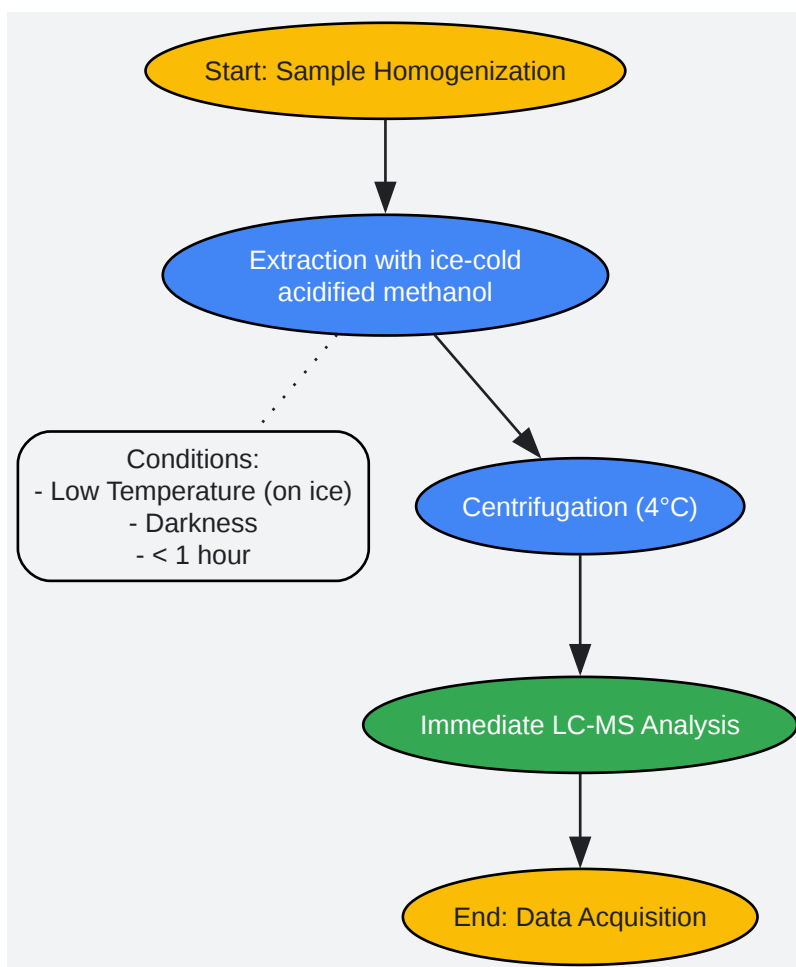 Start: Sample Homogenization
Extraction with ice-cold
acidified methanol
Conditions:
- Low Temperature (on ice)
- Darkness
- < 1 hour
Centrifugation (4°C)
Immediate LC-MS Analysis
End: Data Acquisition